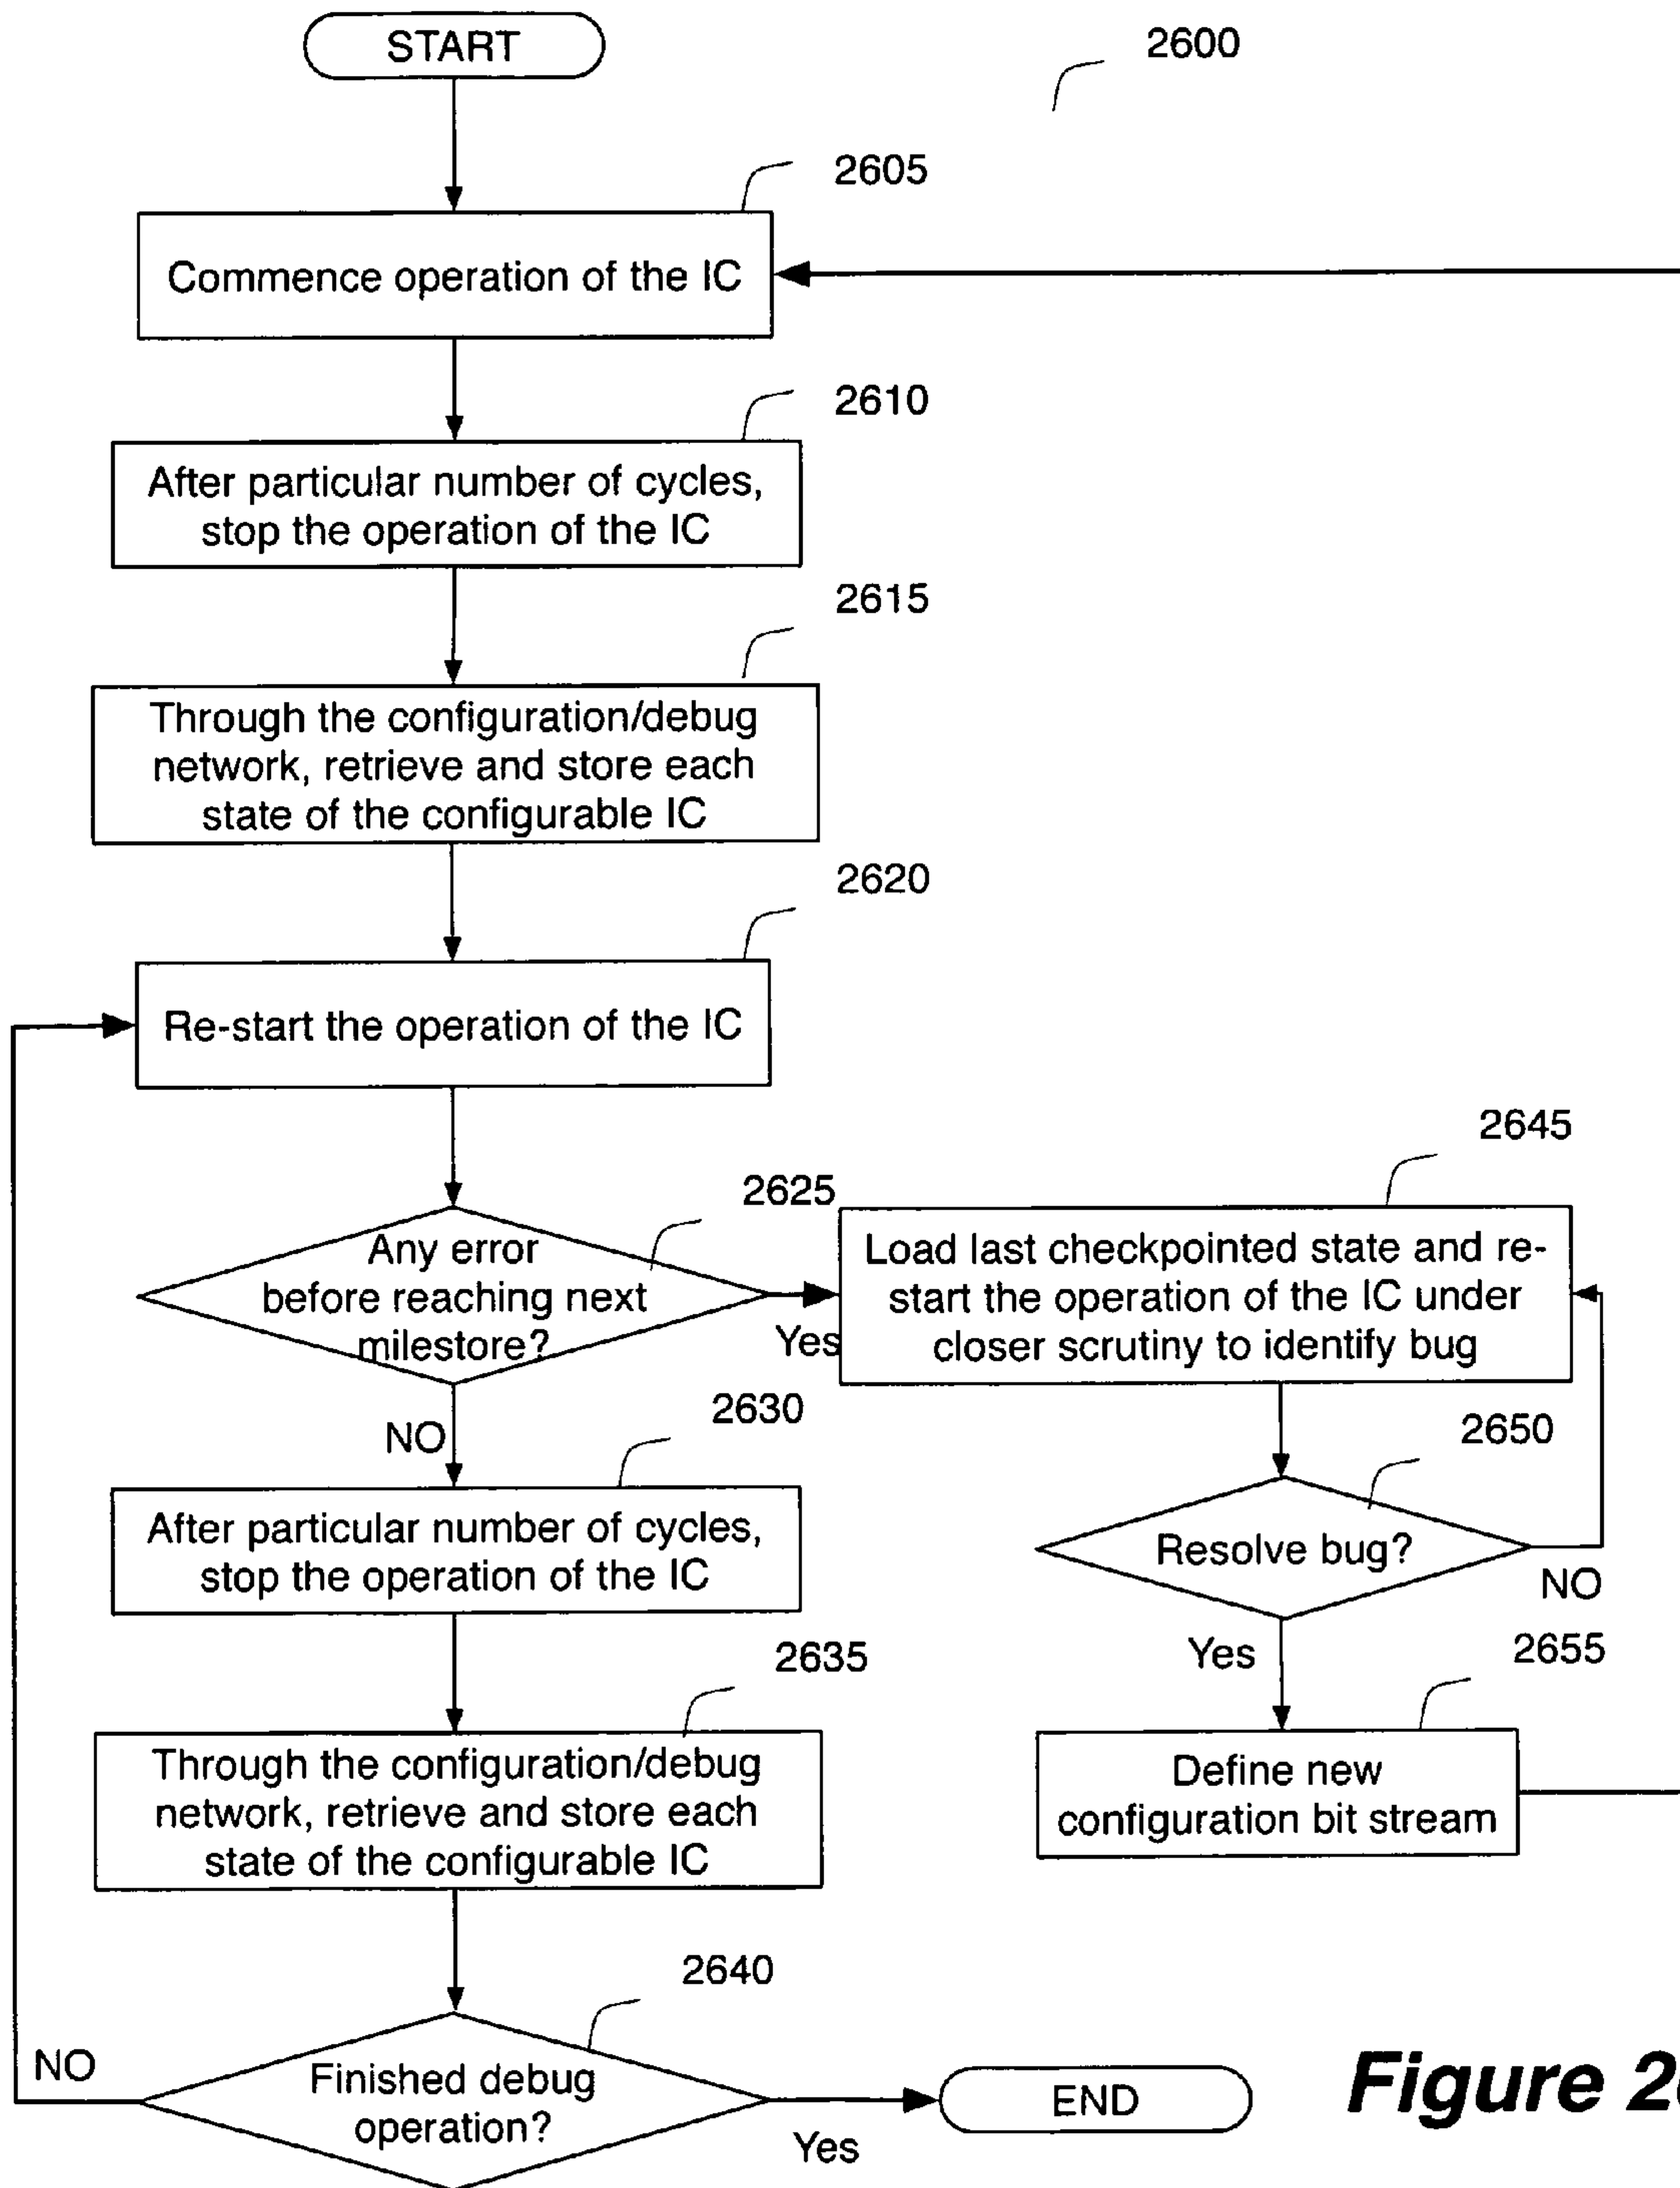 START
2600
2605
Commence operation of the IC
2610
After particular number of cycles,
stop the operation of the IC
2615
Through the configuration/debug
network, retrieve and store each
state of the configurable IC
2620
Re-start the operation of the IC
2625
Any error
before reaching next
milestore?
Yes
NO
2645
Load last checkpointed state and re-
start the operation of the IC under
closer scrutiny to identify bug
2630
After particular number of cycles,
stop the operation of the IC
2650
Resolve bug?
NO
Yes
2635
Through the configuration/debug
network, retrieve and store each
state of the configurable IC
2655
Define new
configuration bit stream
2640
Finished debug
operation?
NO
Yes
END
Figure